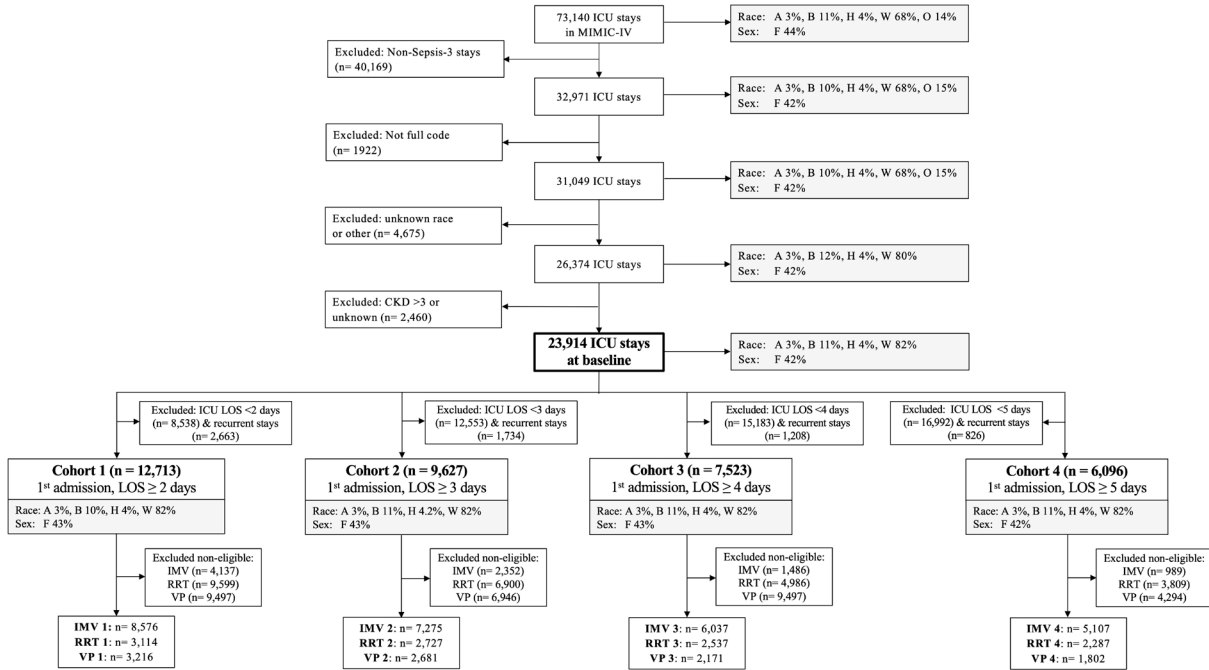 73,140 ICU stays
in MIMIC-IV
Race: A 3%, B 11%, H 4%, W 68%, O 14%
Sex: F 44%
Excluded: Non-Sepsis-3 stays
(n= 40,169)
32,971 ICU stays
Race: A 3%, B 10%, H 4%, W 68%, O 15%
Sex: F 42%
Excluded: Not full code
(n= 1922)
31,049 ICU stays
Race: A 3%, B 10%, H 4%, W 68%, O 15%
Sex: F 42%
Excluded: unknown race
or other (n= 4,675)
26,374 ICU stays
Race: A 3%, B 12%, H 4%, W 80%
Sex: F 42%
Excluded: CKD >3 or
unknown (n= 2,460)
23,914 ICU stays
at baseline
Race: A 3%, B 11%, H 4%, W 82%
Sex: F 42%
Excluded: ICU LOS <2 days
(n= 8,538) & recurrent stays
(n= 2,663)
Cohort 1 (n = 12,713)
1st admission, LOS ≥ 2 days
Race: A 3%, B 10%, H 4%, W 82%
Sex: F 43%
Excluded non-eligible:
IMV (n= 4,137)
RRT (n= 9,599)
VP (n= 9,497)
IMV 1: n= 8,576
RRT 1: n= 3,114
VP 1: n= 3,216
Excluded: ICU LOS <3 days
(n= 12,553) & recurrent stays
(n= 1,734)
Cohort 2 (n = 9,627)
1st admission, LOS ≥ 3 days
Race: A 3%, B 11%, H 4.2%, W 82%
Sex: F 43%
Excluded non-eligible:
IMV (n= 2,352)
RRT (n= 6,900)
VP (n= 6,946)
IMV 2: n= 7,275
RRT 2: n= 2,727
VP 2: n= 2,681
Excluded: ICU LOS <4 days
(n= 15,183) & recurrent stays
(n= 1,208)
Cohort 3 (n = 7,523)
1st admission, LOS ≥ 4 days
Race: A 3%, B 11%, H 4%, W 82%
Sex: F 43%
Excluded non-eligible:
IMV (n= 1,486)
RRT (n= 4,986)
VP (n= 9,497)
IMV 3: n= 6,037
RRT 3: n= 2,537
VP 3: n= 2,171
Excluded: ICU LOS <5 days
(n= 16,992) & recurrent stays
(n= 826)
Cohort 4 (n = 6,096)
1st admission, LOS ≥ 5 days
Race: A 3%, B 11%, H 4%, W 82%
Sex: F 42%
Excluded non-eligible:
IMV (n= 989)
RRT (n= 3,809)
VP (n= 4,294)
IMV 4: n= 5,107
RRT 4: n= 2,287
VP 4: n= 1,802